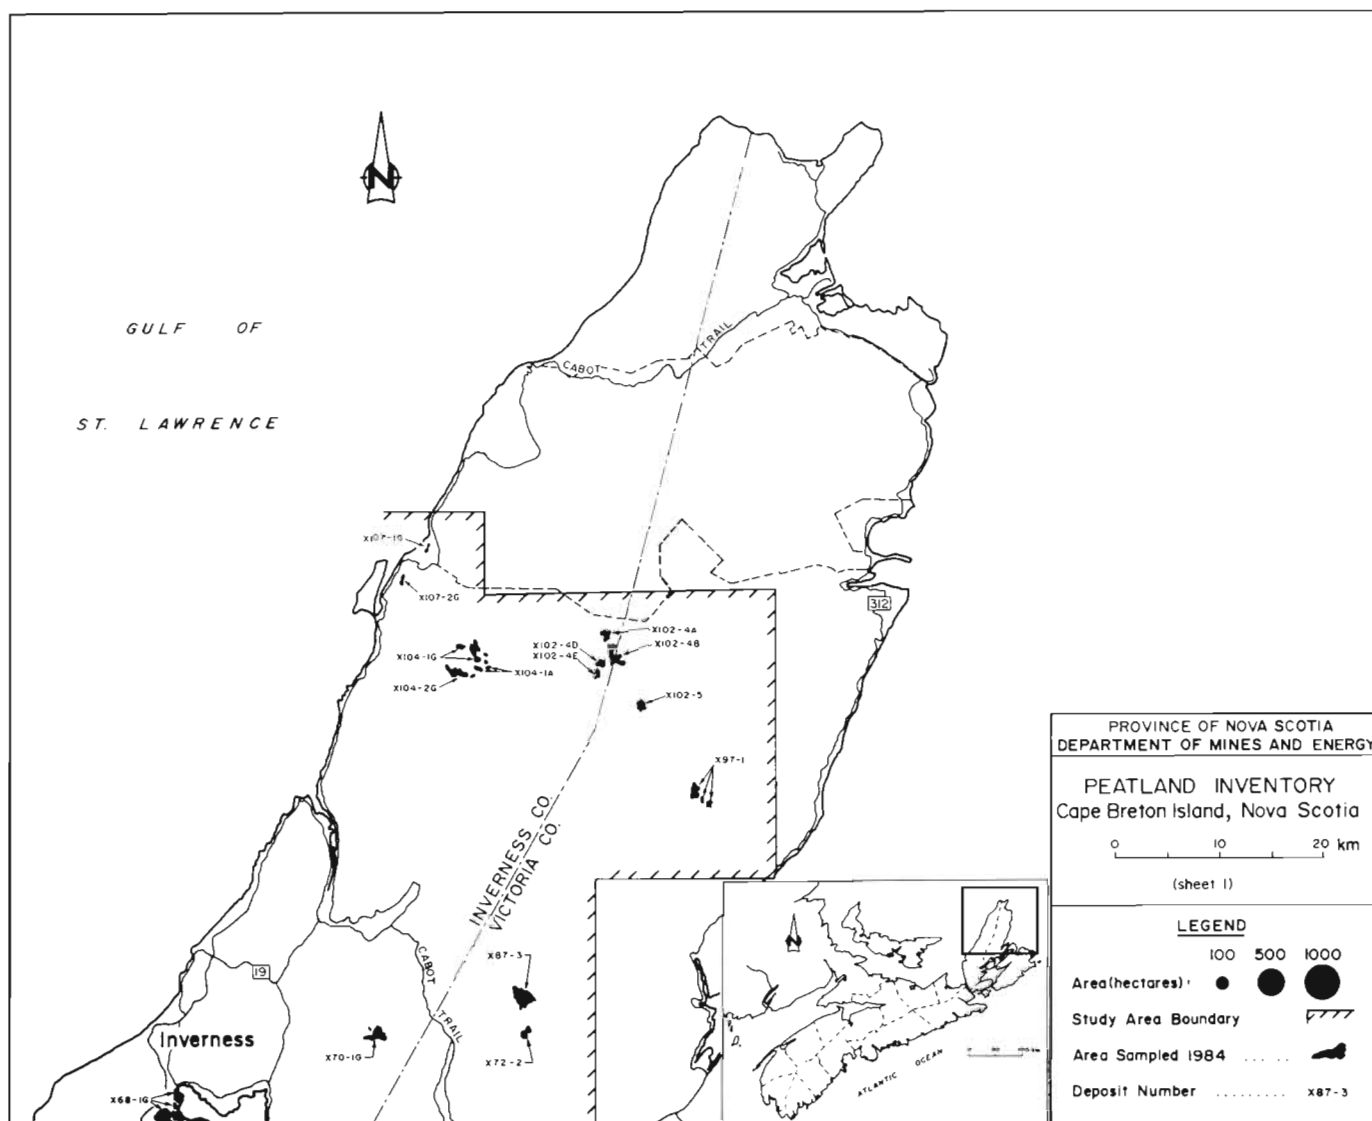 N
GULF OF
ST. LAWRENCE
CABOT TRAIL
X107-2G
312
X102-4A
X102-4D
X102-4B
X102-4E
X104-1G
X104-1A
X104-2G
X102-5
X97-1
INVERNESS CO.
VICTORIA CO.
CABOT TRAIL
19
X87-3
Inverness
X70-1G
X72-2
X68-1G
PROVINCE OF NOVA SCOTIA
DEPARTMENT OF MINES AND ENERGY
PEATLAND INVENTORY
Cape Breton Island, Nova Scotia
0 10 20 km
(sheet 1)
LEGEND
100 500 1000
Area (hectares)
Study Area Boundary
Area Sampled 1984 .....
Deposit Number .......... X87-3
N
ATLANTIC OCEAN